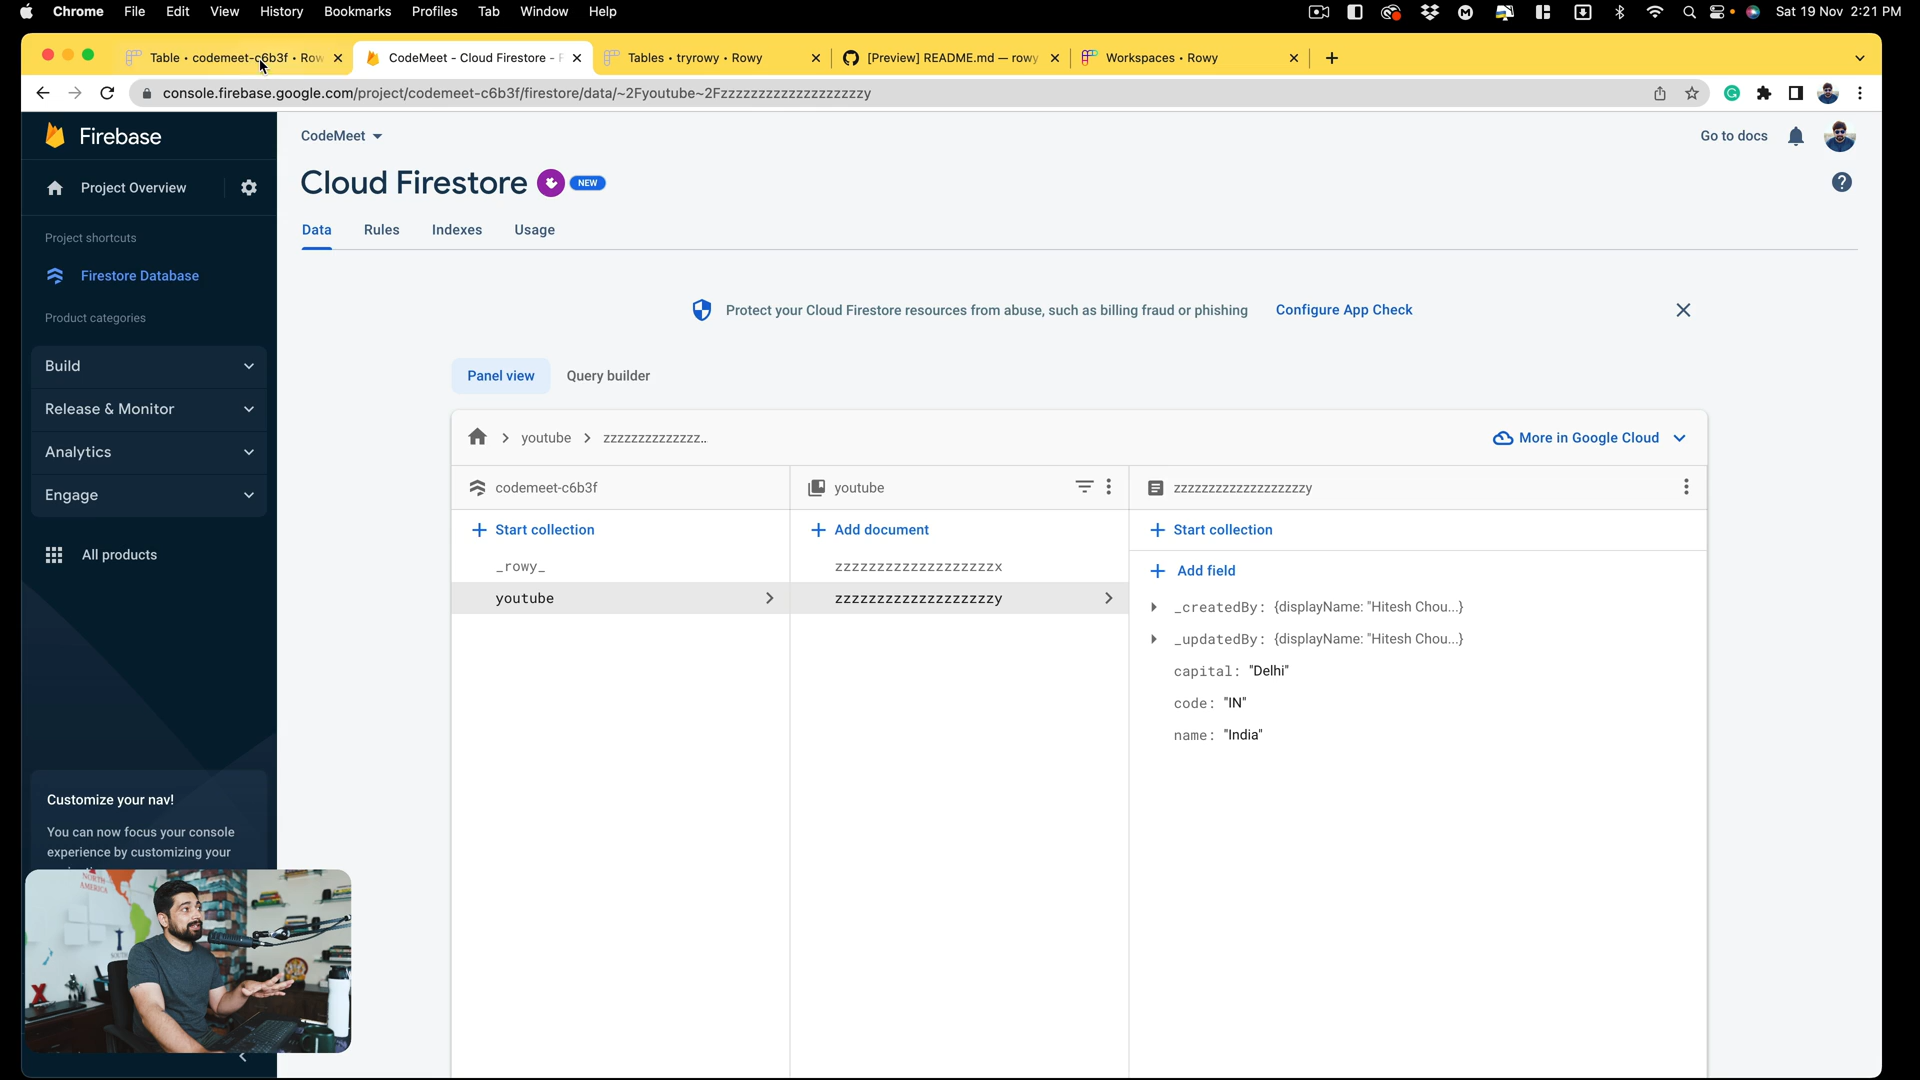 Chrome File Edit View History Bookmarks Profiles Tab Window Help Sat 19 Nov 2:21 PM
Table • codemeet-c6b3f • Row CodeMeet - Cloud Firestore - F Tables • tryrowy • Rowy [Preview] README.md — rowy Workspaces • Rowy
console.firebase.google.com/project/codemeet-c6b3f/firestore/data/~2Fyoutube~2Fzzzzzzzzzzzzzzzzzzzy
Firebase
CodeMeet
Go to docs
Project Overview
Cloud Firestore NEW
Data Rules Indexes Usage
Project shortcuts
Firestore Database
Product categories
Protect your Cloud Firestore resources from abuse, such as billing fraud or phishing Configure App Check
Build
Release & Monitor
Analytics
Engage
All products
Panel view Query builder
youtube zzzzzzzzzzzzzz..
More in Google Cloud
codemeet-c6b3f youtube zzzzzzzzzzzzzzzzzzzy
Start collection Add document Start collection
_rowy_ zzzzzzzzzzzzzzzzzzzx
Add field
youtube zzzzzzzzzzzzzzzzzzzy
_createdBy: {displayName: "Hitesh Chou...}
_updatedBy: {displayName: "Hitesh Chou...}
capital: "Delhi"
code: "IN"
name: "India"
Customize your nav!
You can now focus your console
experience by customizing your
NORTH
AMERICA